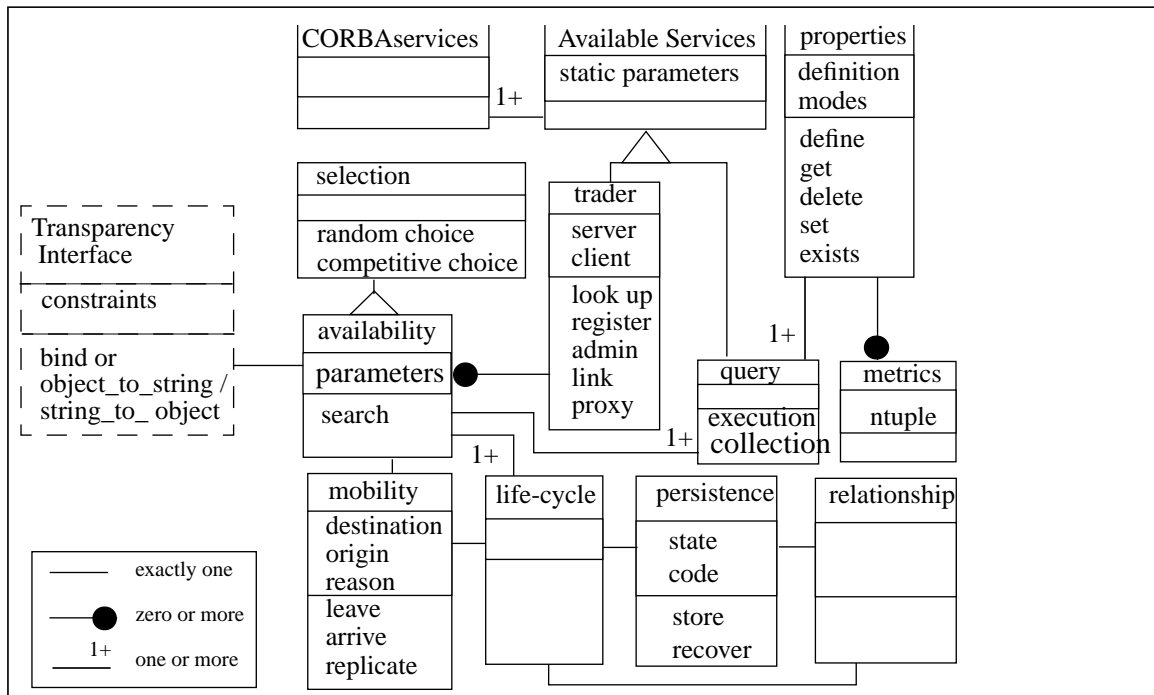 CORBAservices
1+
Available Services
static parameters
properties
definition
modes
define
get
delete
set
exists
selection
random choice
competitive choice
trader
server
client
look up
register
admin
link
proxy
Transparency
Interface
constraints
bind or
object_to_string /
string_to_ object
availability
parameters
search
1+
query
execution
collection
1+
metrics
ntuple
1+
mobility
destination
origin
reason
leave
arrive
replicate
life-cycle
persistence
state
code
store
recover
relationship
exactly one
zero or more
1+
one or more